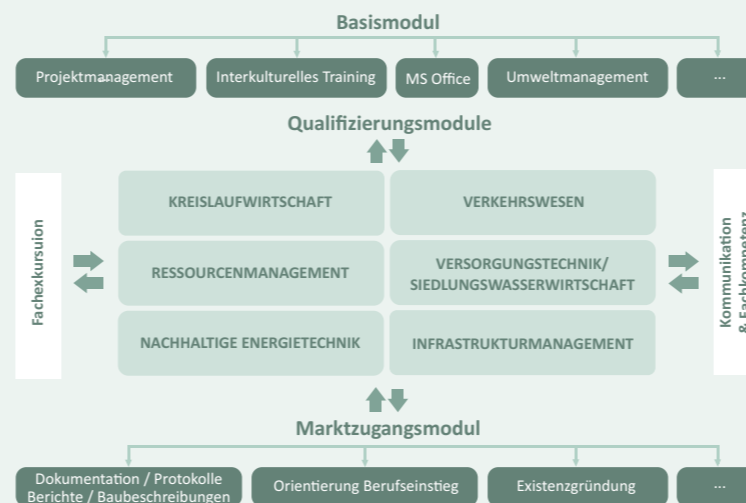 Basismodul
Projektmanagement
Interkulturelles Training
MS Office
Umweltmanagement
...
Qualifizierungsmodule
Fachexkursuion
KREISLAUFWIRTSCHAFT
VERKEHRSWESEN
RESSOURCENMANAGEMENT
VERSORGUNGSTECHNIK/
SIEDLUNGSWASSERWIRTSCHAFT
NACHHALTIGE ENERGIETECHNIK
INFRASTRUKTURMANAGEMENT
Kommunikation
& Fachkompetenz
Marktzugangsmodul
Dokumentation / Protokolle
Berichte / Baubeschreibungen
Orientierung Berufseinstieg
Existenzgründung
...